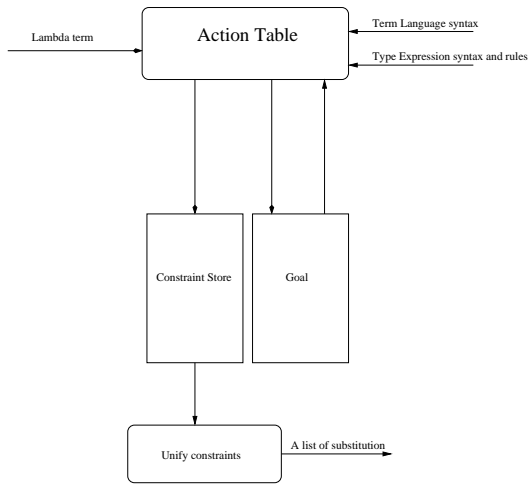 Term Language syntax
Lambda term
Action Table
Type Expression syntax and rules
Constraint Store
Goal
A list of substitution
Unify constraints